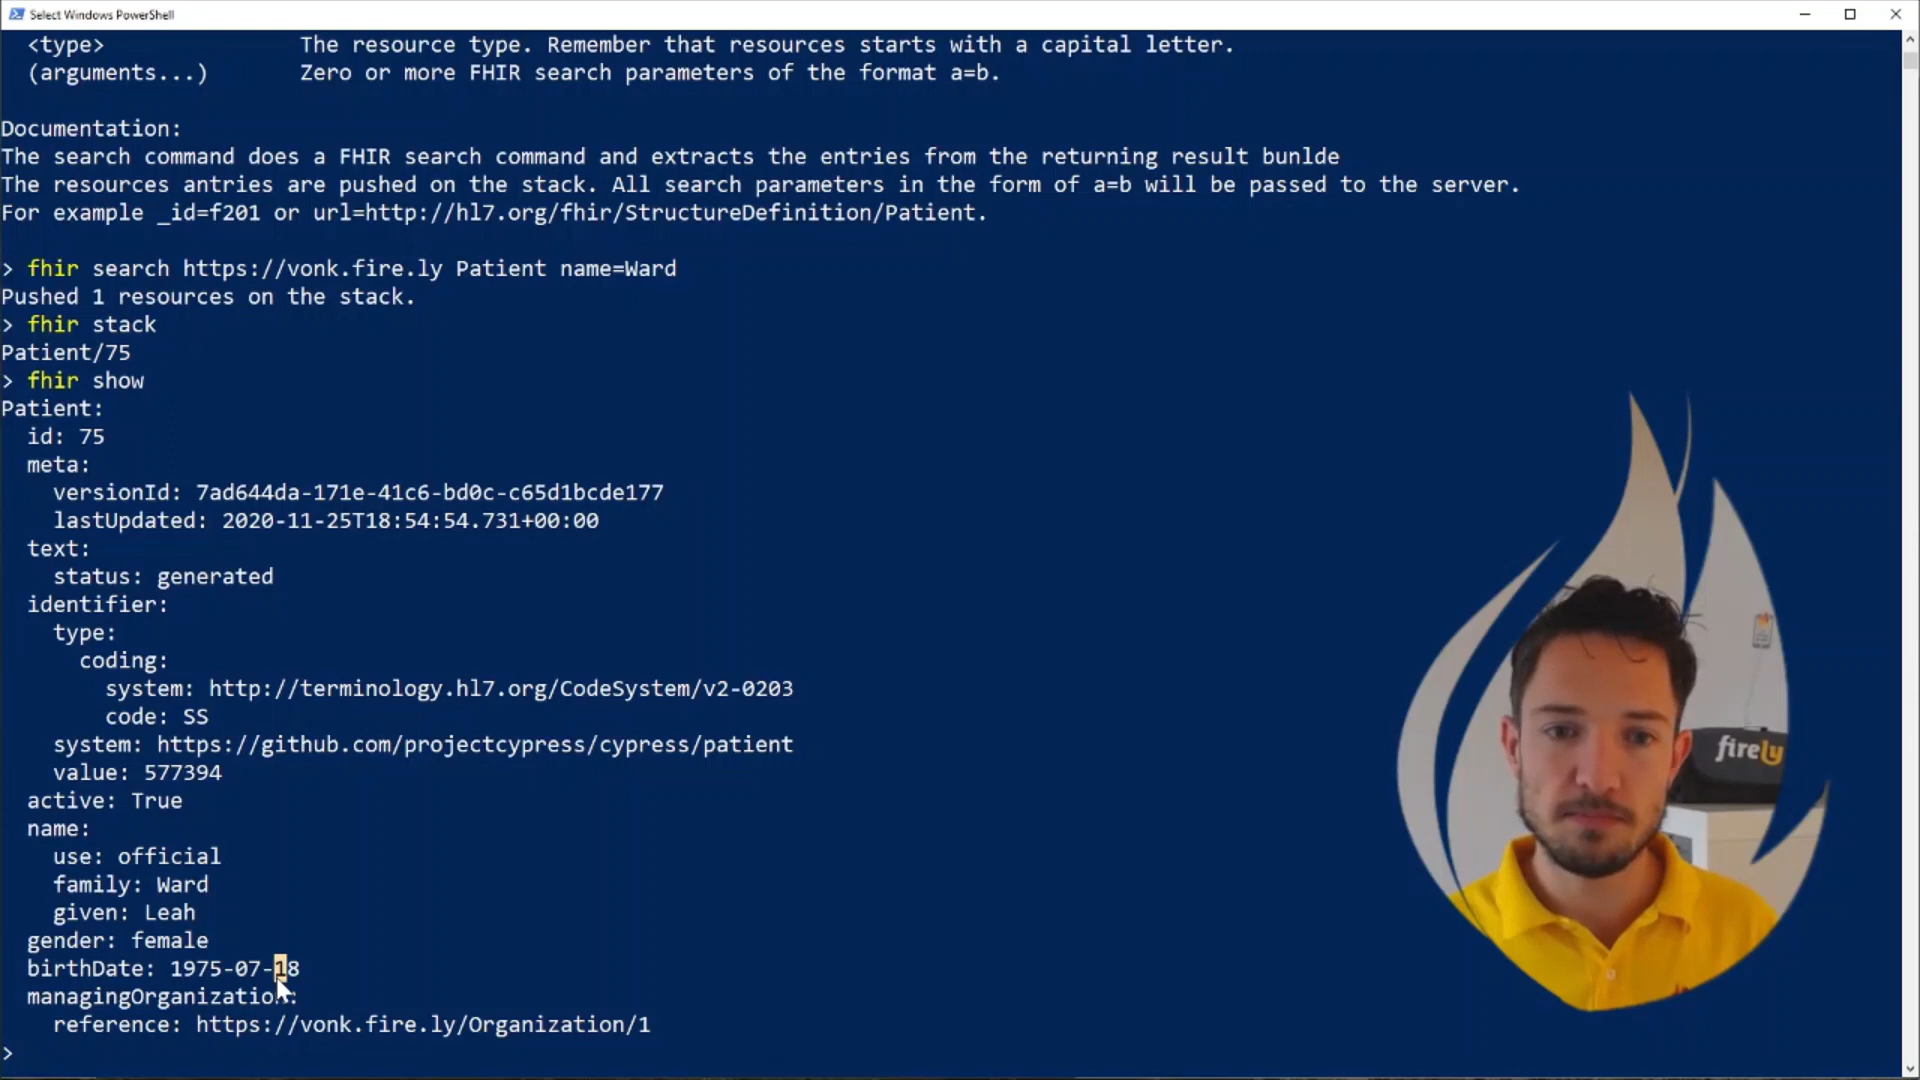 Select Windows PowerShell
<type> The resource type. Remember that resources starts with a capital letter.
(arguments...) Zero or more FHIR search parameters of the format a=b.
Documentation:
The search command does a FHIR search command and extracts the entries from the returning result bunlde
The resources antries are pushed on the stack. All search parameters in the form of a=b will be passed to the server.
For example _id=f201 or url=http://hl7.org/fhir/StructureDefinition/Patient.
> fhir search https://vonk.fire.ly Patient name=Ward
Pushed 1 resources on the stack.
> fhir stack
Patient/75
> fhir show
Patient:
id: 75
meta:
versionId: 7ad644da-171e-41c6-bd0c-c65d1bcde177
lastUpdated: 2020-11-25T18:54:54.731+00:00
text:
status: generated
identifier:
type:
coding:
system: http://terminology.hl7.org/CodeSystem/v2-0203
code: SS
system: https://github.com/projectcypress/cypress/patient
value: 577394
active: True
name:
use: official
family: Ward
given: Leah
gender: female
birthDate: 1975-07-18
managingOrganization:
reference: https://vonk.fire.ly/Organization/1
>
firely